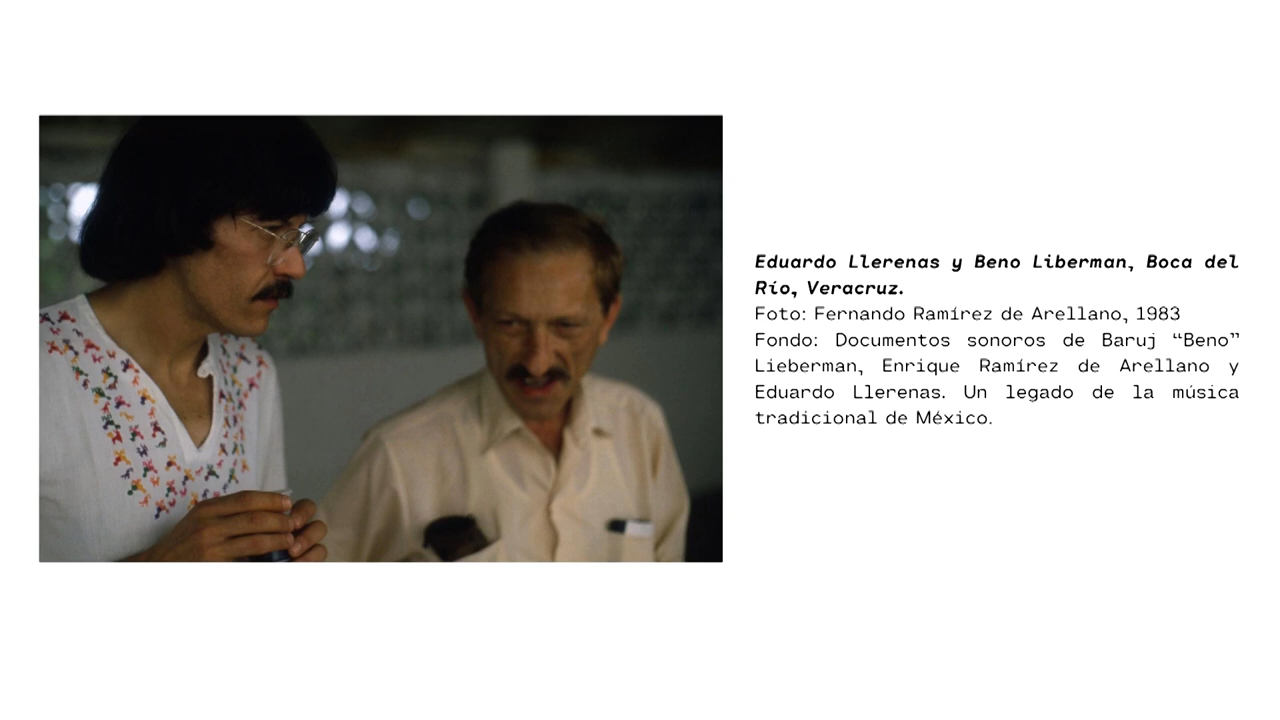 Eduardo Llerenas y Beno Liberman, Boca del
Río, Veracruz.
Foto: Fernando Ramírez de Arellano, 1983
Fondo: Documentos sonoros de Baruj “Beno”
Lieberman, Enrique Ramírez de Arellano y
Eduardo Llerenas. Un legado de la música
tradicional de México.